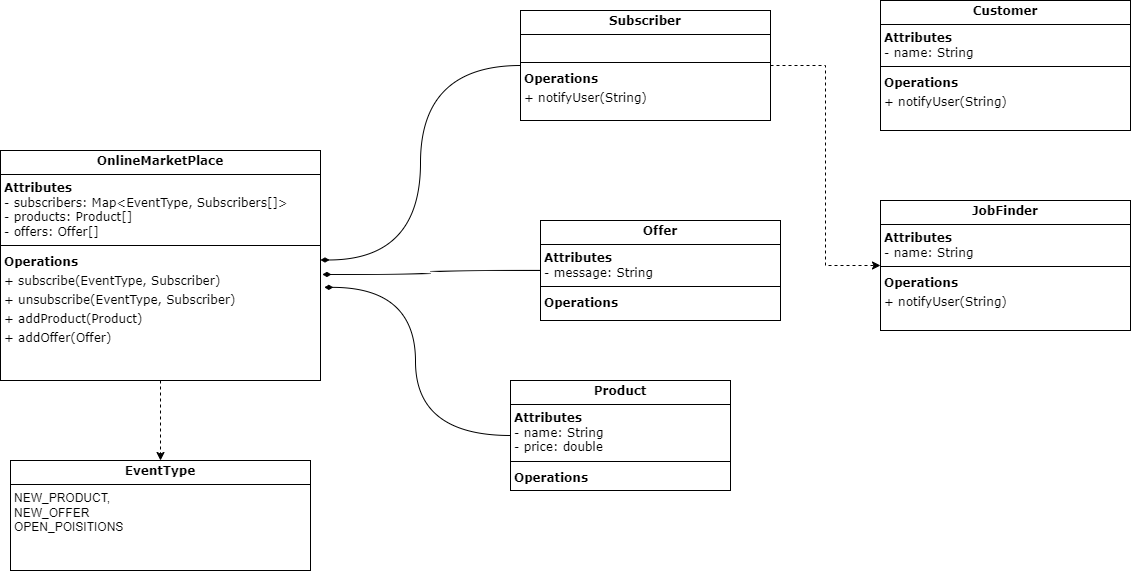 Subscriber
Operations
+ notifyUser(String)
Customer
Attributes
- name: String
Operations
+ notifyUser(String)
OnlineMarketPlace
Attributes
- subscribers: Map<EventType, Subscribers[]>
- products: Product[]
- offers: Offer[]
Operations
+ subscribe(EventType, Subscriber)
+ unsubscribe(EventType, Subscriber)
+ addProduct(Product)
+ addOffer(Offer)
Offer
Attributes
- message: String
Operations
JobFinder
Attributes
- name: String
Operations
+ notifyUser(String)
Product
Attributes
- name: String
- price: double
Operations
EventType
NEW_PRODUCT,
NEW_OFFER
OPEN_POISITIONS